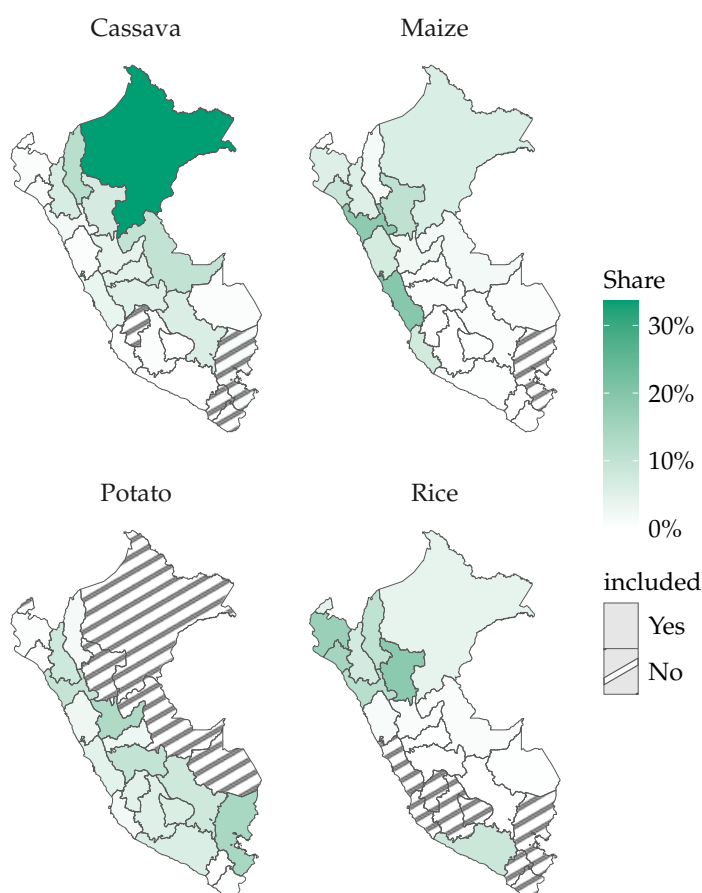 Cassava
Maize
Share
30%
20%
10%
0%
Potato
Rice
included
Yes
No